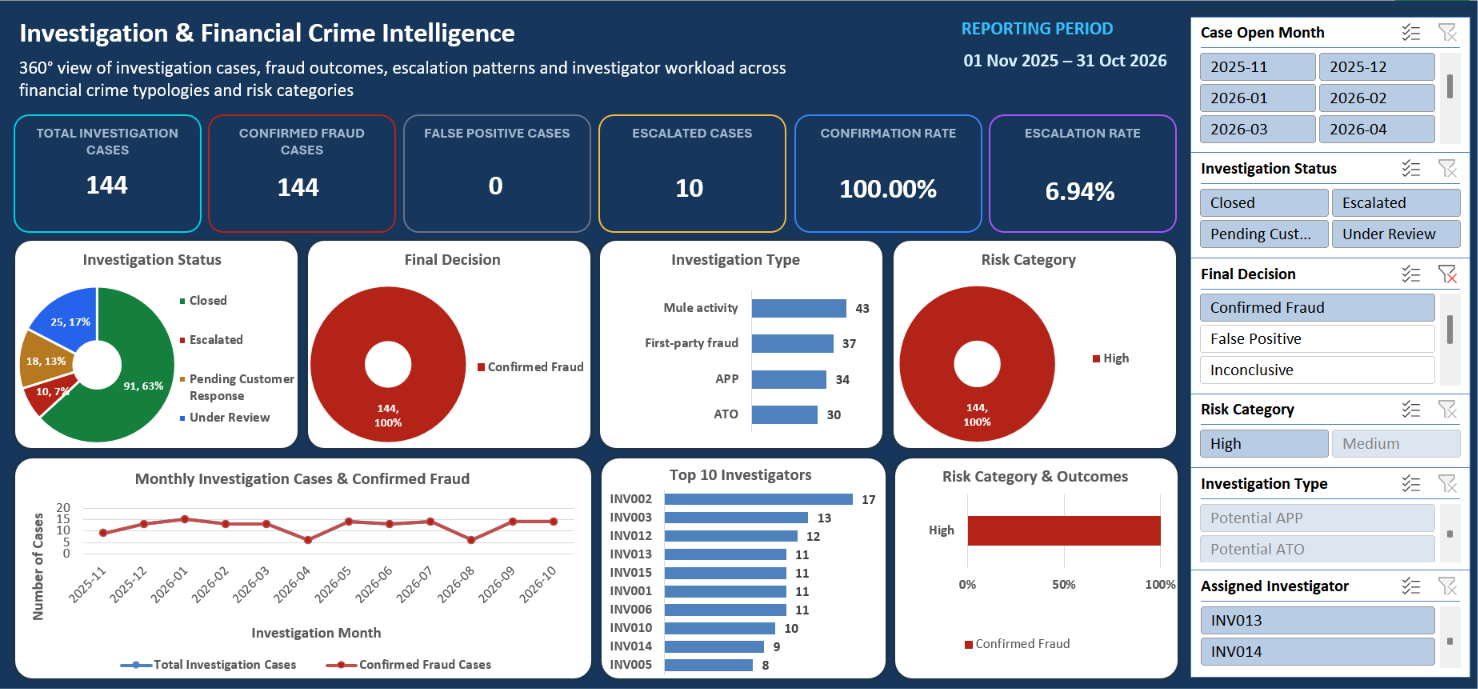 Investigation & Financial Crime Intelligence
360° view of investigation cases, fraud outcomes, escalation patterns and investigator workload across
financial crime typologies and risk categories
REPORTING PERIOD
01 Nov 2025 – 31 Oct 2026
TOTAL INVESTIGATION
CASES
144
CONFIRMED FRAUD
CASES
144
FALSE POSITIVE CASES
0
ESCALATED CASES
10
CONFIRMATION RATE
100.00%
ESCALATION RATE
6.94%
Investigation Status
25, 17%
18, 13%
10, 7%
91, 63%
Closed
Escalated
Pending Customer
Response
Under Review
Final Decision
144,
100%
Confirmed Fraud
Investigation Type
Mule activity 43
First-party fraud 37
APP 34
ATO 30
Risk Category
144,
100%
High
Monthly Investigation Cases & Confirmed Fraud
Number of Cases
20
15
10
5
0
2025-11
2025-12
2026-01
2026-02
2026-03
2026-04
2026-05
2026-06
2026-07
2026-08
2026-09
2026-10
Investigation Month
Total Investigation Cases
Confirmed Fraud Cases
Top 10 Investigators
INV002 17
INV003 13
INV012 12
INV013 11
INV015 11
INV001 11
INV006 11
INV010 10
INV014 9
INV005 8
Risk Category & Outcomes
High
0% 50% 100%
Confirmed Fraud
Case Open Month
2025-11 2025-12
2026-01 2026-02
2026-03 2026-04
Investigation Status
Closed Escalated
Pending Cust... Under Review
Final Decision
Confirmed Fraud
False Positive
Inconclusive
Risk Category
High Medium
Investigation Type
Potential APP
Potential ATO
Assigned Investigator
INV013
INV014